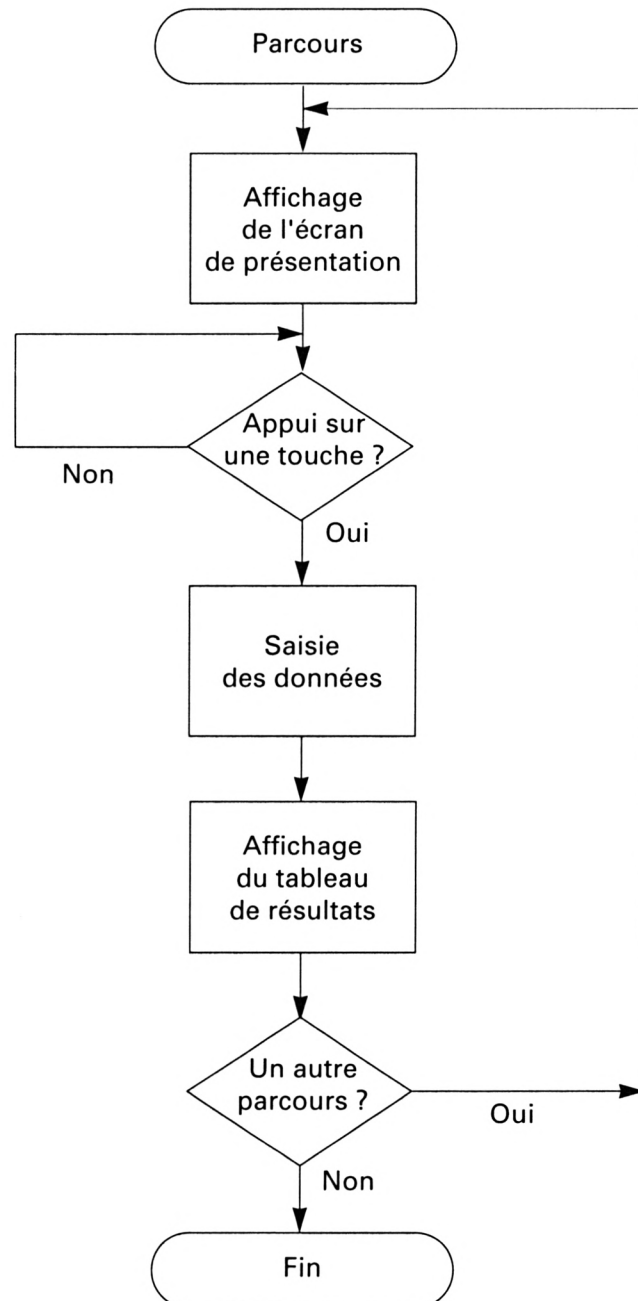 Parcours
Affichage
de l'écran
de présentation
Appui sur
une touche ?
Non
Oui
Saisie
des données
Affichage
du tableau
de résultats
Un autre
parcours ?
Oui
Non
Fin